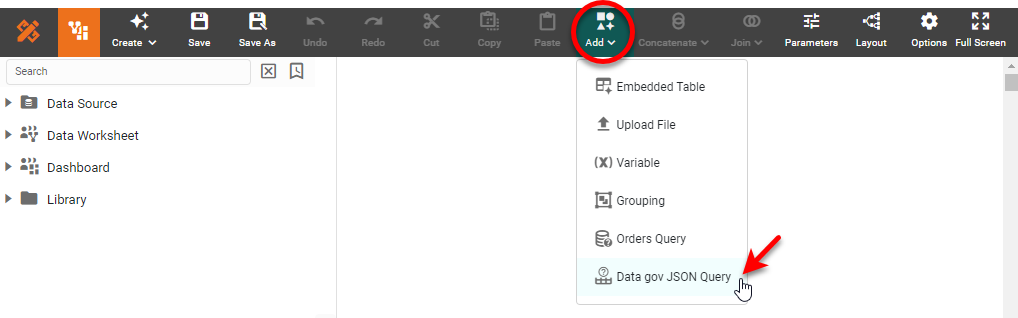 Create
Save
Save As
Undo
Redo
Cut
Copy
Paste
Add
Concatenate
Join
Parameters
Layout
Options
Full Screen
Search
Data Source
Data Worksheet
Dashboard
Library
Embedded Table
Upload File
(X) Variable
Grouping
Orders Query
Data gov JSON Query